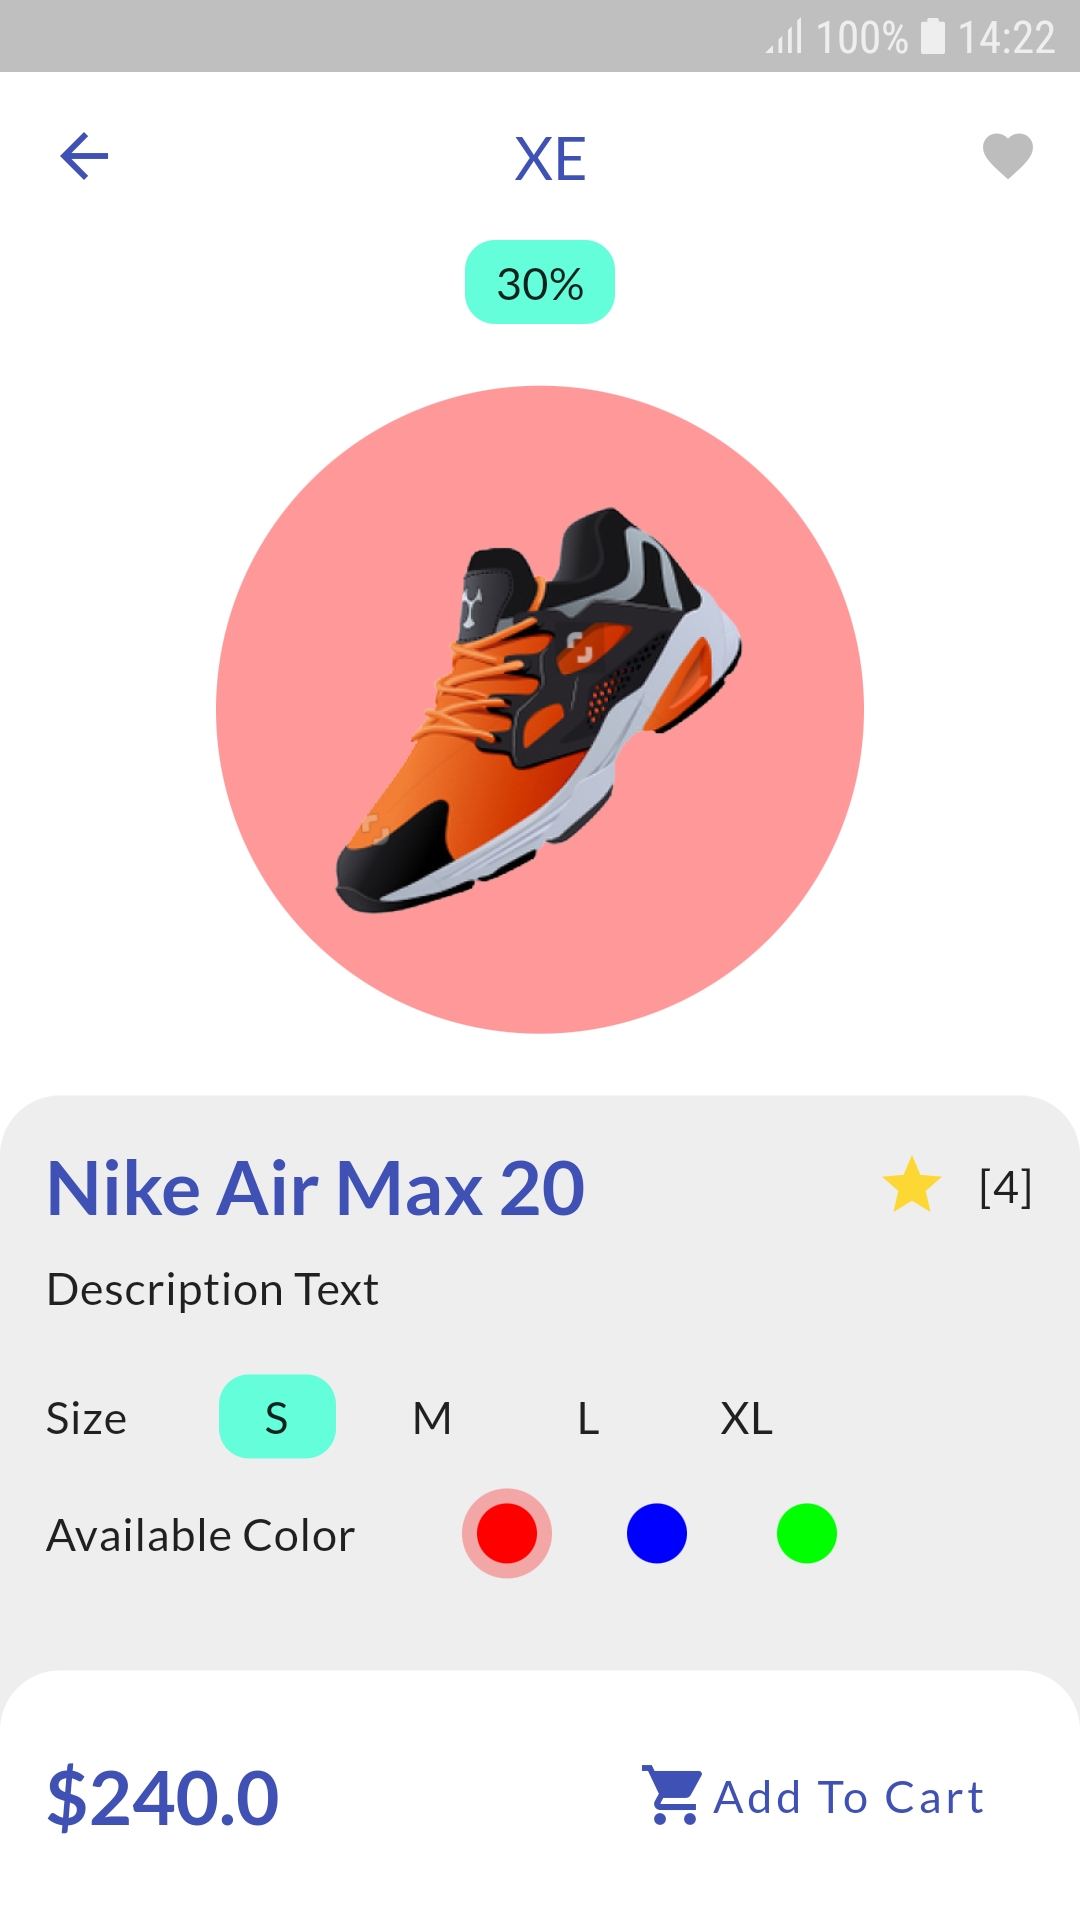 100% 14:22
XE
30%
Nike Air Max 20 [4]
Description Text
Size S M L XL
Available Color
$240.0 Add To Cart